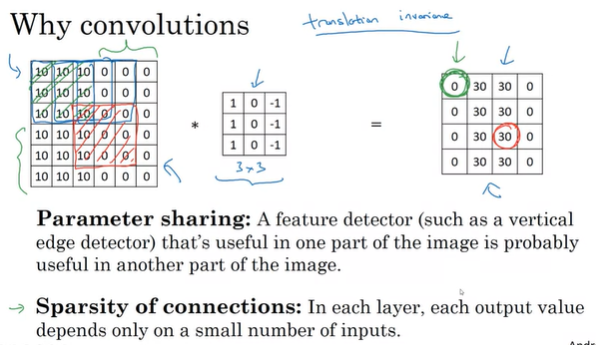 Why convolutions
translation invariance
10 10 10 0 0 0
10 10 10 0 0 0
10 10 10 0 0 0
10 10 10 0 0 0
10 10 10 0 0 0
10 10 10 0 0 0
*
1 0 -1
1 0 -1
1 0 -1
3x3
=
0 30 30 0
0 30 30 0
0 30 30 0
0 30 30 0
Parameter sharing: A feature detector (such as a vertical
edge detector) that's useful in one part of the image is probably
useful in another part of the image.
→ Sparsity of connections: In each layer, each output value
depends only on a small number of inputs.